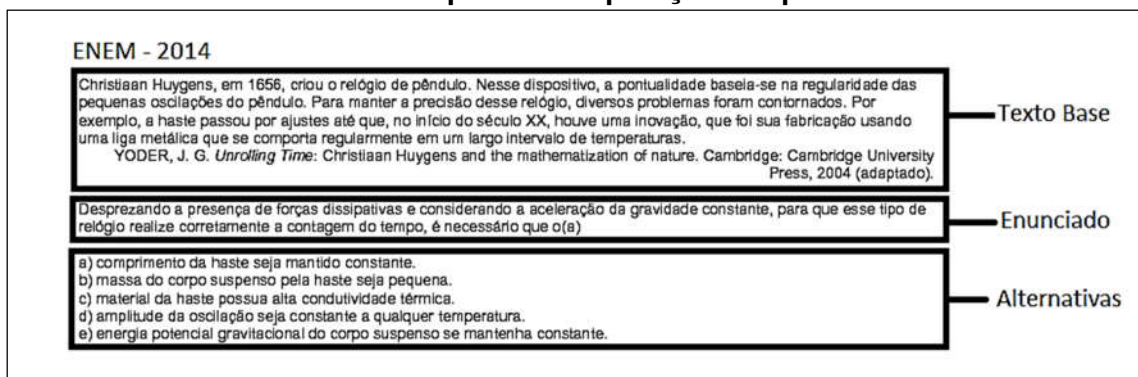 ENEM - 2014
Christiaan Huygens, em 1656, criou o relógio de pêndulo. Nesse dispositivo, a pontualidade baseia-se na regularidade das
pequenas oscilações do pêndulo. Para manter a precisão desse relógio, diversos problemas foram contornados. Por
exemplo, a haste passou por ajustes até que, no início do século XX, houve uma inovação, que foi sua fabricação usando
uma liga metálica que se comporta regularmente em um largo intervalo de temperaturas.
YODER, J. G. Unrolling Time: Christiaan Huygens and the mathematization of nature. Cambridge: Cambridge University
Press, 2004 (adaptado).
Texto Base
Desprezando a presença de forças dissipativas e considerando a aceleração da gravidade constante, para que esse tipo de
relógio realize corretamente a contagem do tempo, é necessário que o(a)
Enunciado
a) comprimento da haste seja mantido constante.
b) massa do corpo suspenso pela haste seja pequena.
c) material da haste possua alta condutividade térmica.
d) amplitude da oscilação seja constante a qualquer temperatura.
e) energia potencial gravitacional do corpo suspenso se mantenha constante.
Alternativas